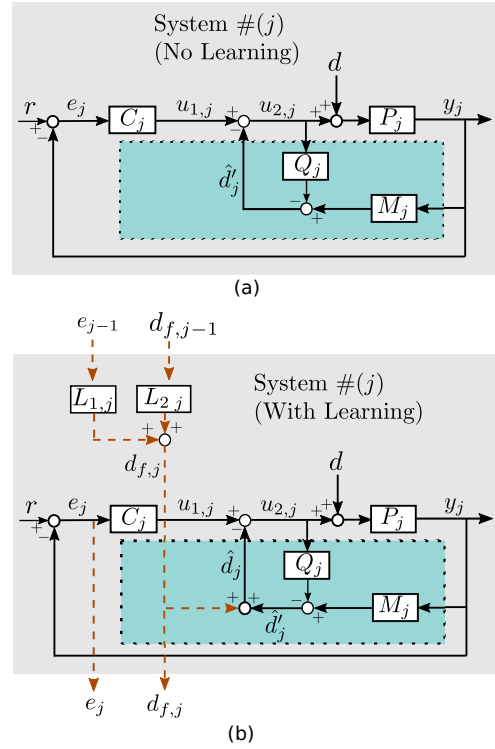 System #(j)
(No Learning)
d
r e_j C_j u_{1,j} u_{2,j} P_j y_j
+ − + − + +
Q_j
d̂′_j
− +
M_j
(a)
e_{j−1} d_{f,j−1}
L_{1,j} L_{2 j}
System #(j)
(With Learning)
+ +
d_{f,j}
d
r e_j C_j u_{1,j} u_{2,j} P_j y_j
+ − + − + +
Q_j
d̂_j
+ + − +
M_j
d̂′_j
e_j d_{f,j}
(b)